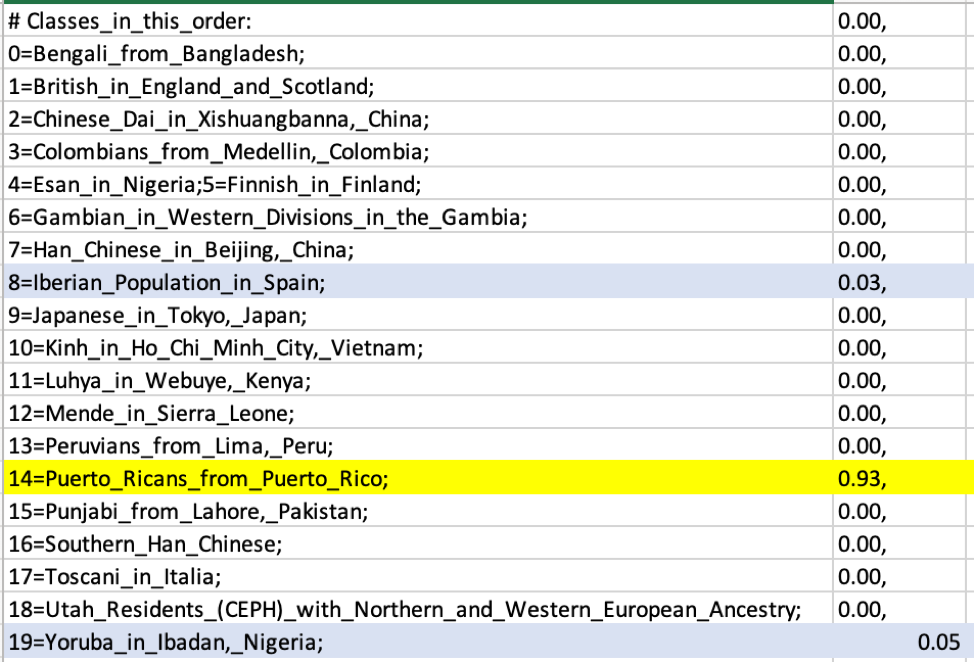 # Classes_in_this_order: 0.00,
0=Bengali_from_Bangladesh; 0.00,
1=British_in_England_and_Scotland; 0.00,
2=Chinese_Dai_in_Xishuangbanna,_China; 0.00,
3=Colombians_from_Medellin,_Colombia; 0.00,
4=Esan_in_Nigeria;5=Finnish_in_Finland; 0.00,
6=Gambian_in_Western_Divisions_in_the_Gambia; 0.00,
7=Han_Chinese_in_Beijing,_China; 0.00,
8=Iberian_Population_in_Spain; 0.03,
9=Japanese_in_Tokyo,_Japan; 0.00,
10=Kinh_in_Ho_Chi_Minh_City,_Vietnam; 0.00,
11=Luhya_in_Webuye,_Kenya; 0.00,
12=Mende_in_Sierra_Leone; 0.00,
13=Peruvians_from_Lima,_Peru; 0.00,
14=Puerto_Ricans_from_Puerto_Rico; 0.93,
15=Punjabi_from_Lahore,_Pakistan; 0.00,
16=Southern_Han_Chinese; 0.00,
17=Toscani_in_Italia; 0.00,
18=Utah_Residents_(CEPH)_with_Northern_and_Western_European_Ancestry; 0.00,
19=Yoruba_in_Ibadan,_Nigeria; 0.05